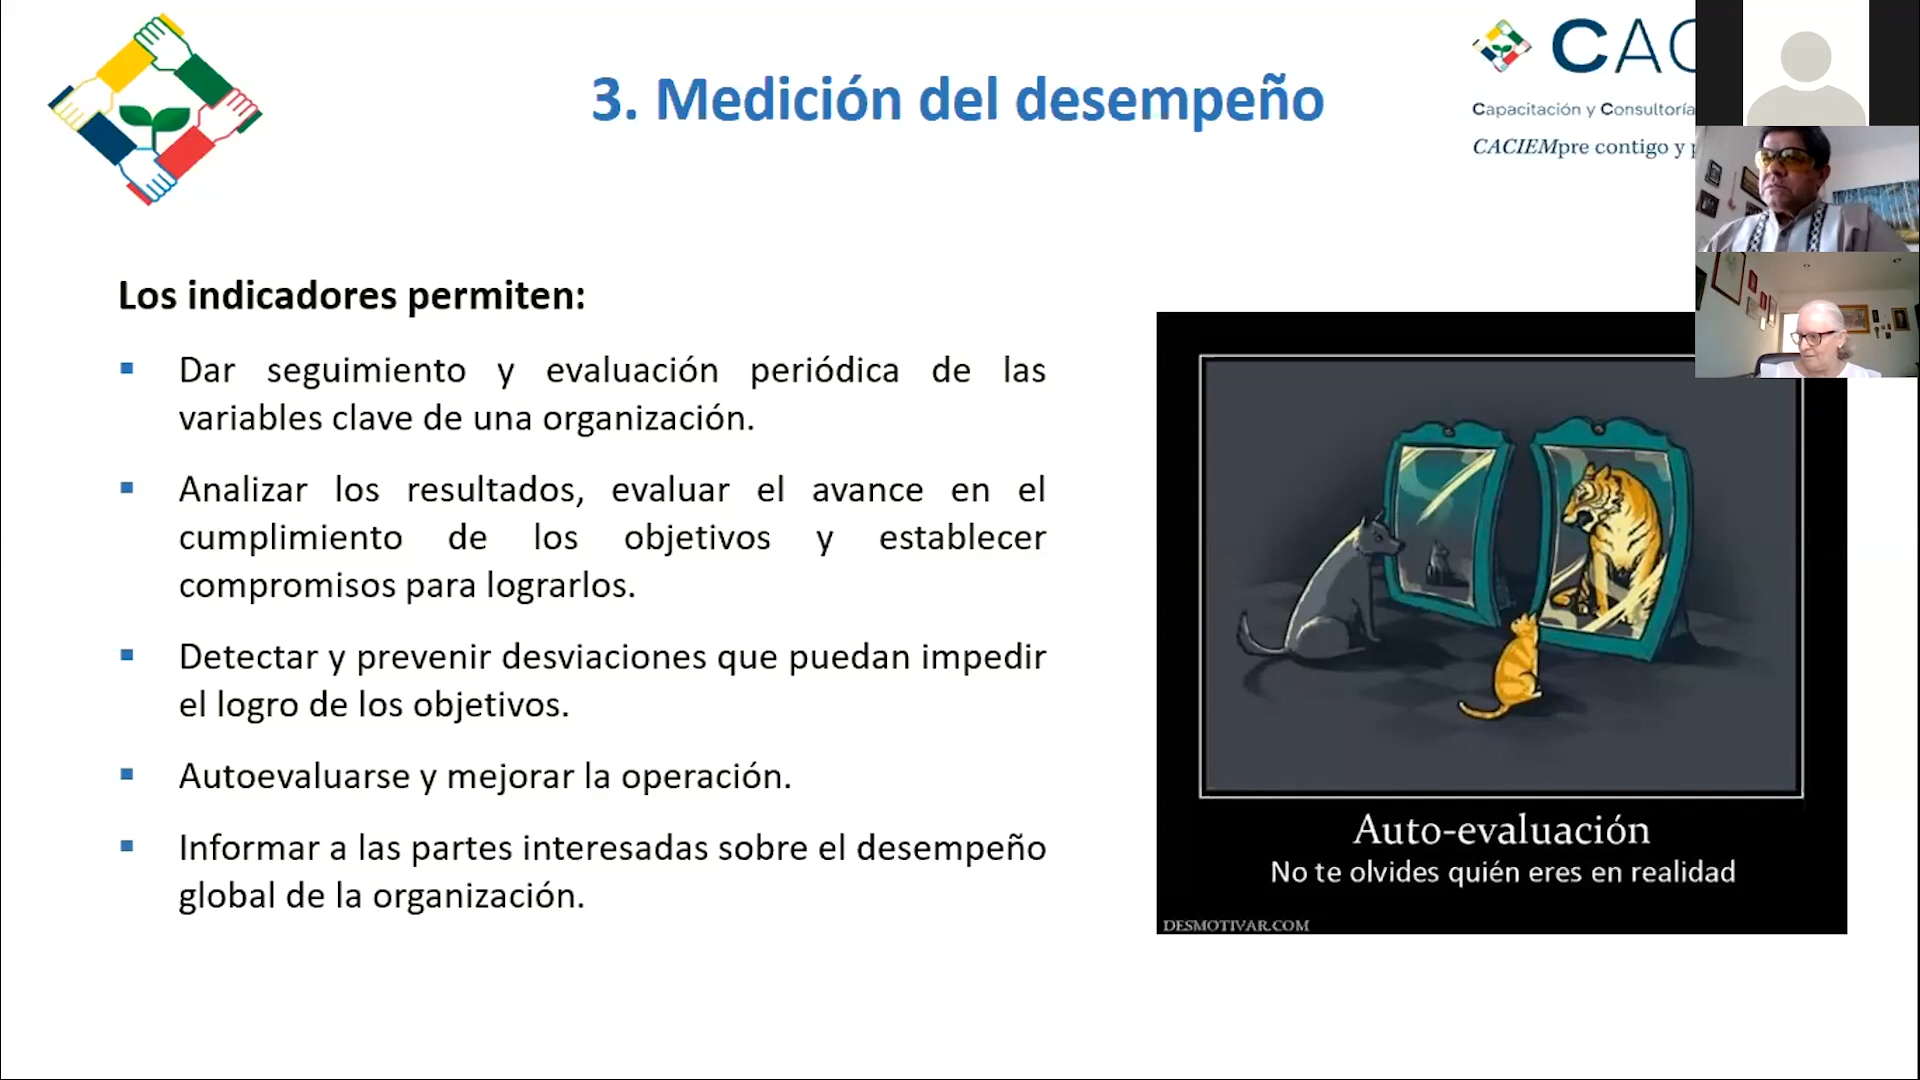 3. Medición del desempeño
CAC
Capacitación y Consultoría
CACIEMpre contigo y p
Los indicadores permiten:
▪ Dar seguimiento y evaluación periódica de las
variables clave de una organización.
▪ Analizar los resultados, evaluar el avance en el
cumplimiento de los objetivos y establecer
compromisos para lograrlos.
▪ Detectar y prevenir desviaciones que puedan impedir
el logro de los objetivos.
▪ Autoevaluarse y mejorar la operación.
▪ Informar a las partes interesadas sobre el desempeño
global de la organización.
Auto-evaluación
No te olvides quién eres en realidad
DESMOTIVAR.COM